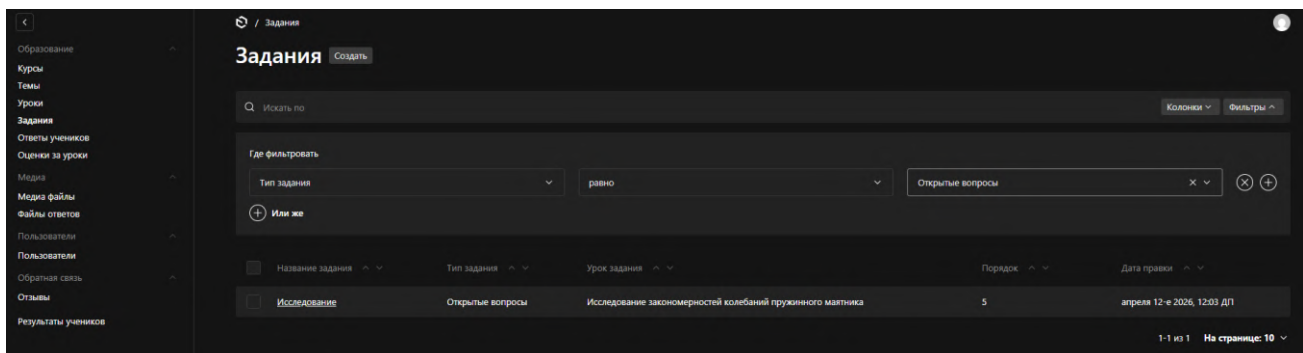 Образование
Курсы
Темы
Уроки
Задания
Ответы учеников
Оценки за уроки
Медиа
Медиа файлы
Файлы ответов
Пользователи
Пользователи
Обратная связь
Отзывы
Результаты учеников
/ Задания
Задания Создать
Искать по Колонки Фильтры
Где фильтровать
Тип задания равно Открытые вопросы
Или же
Название задания Тип задания Урок задания Порядок Дата правки
Исследование Открытые вопросы Исследование закономерностей колебаний пружинного маятника 5 апреля 12-е 2026, 12:03 ДП
1-1 из 1 На странице: 10